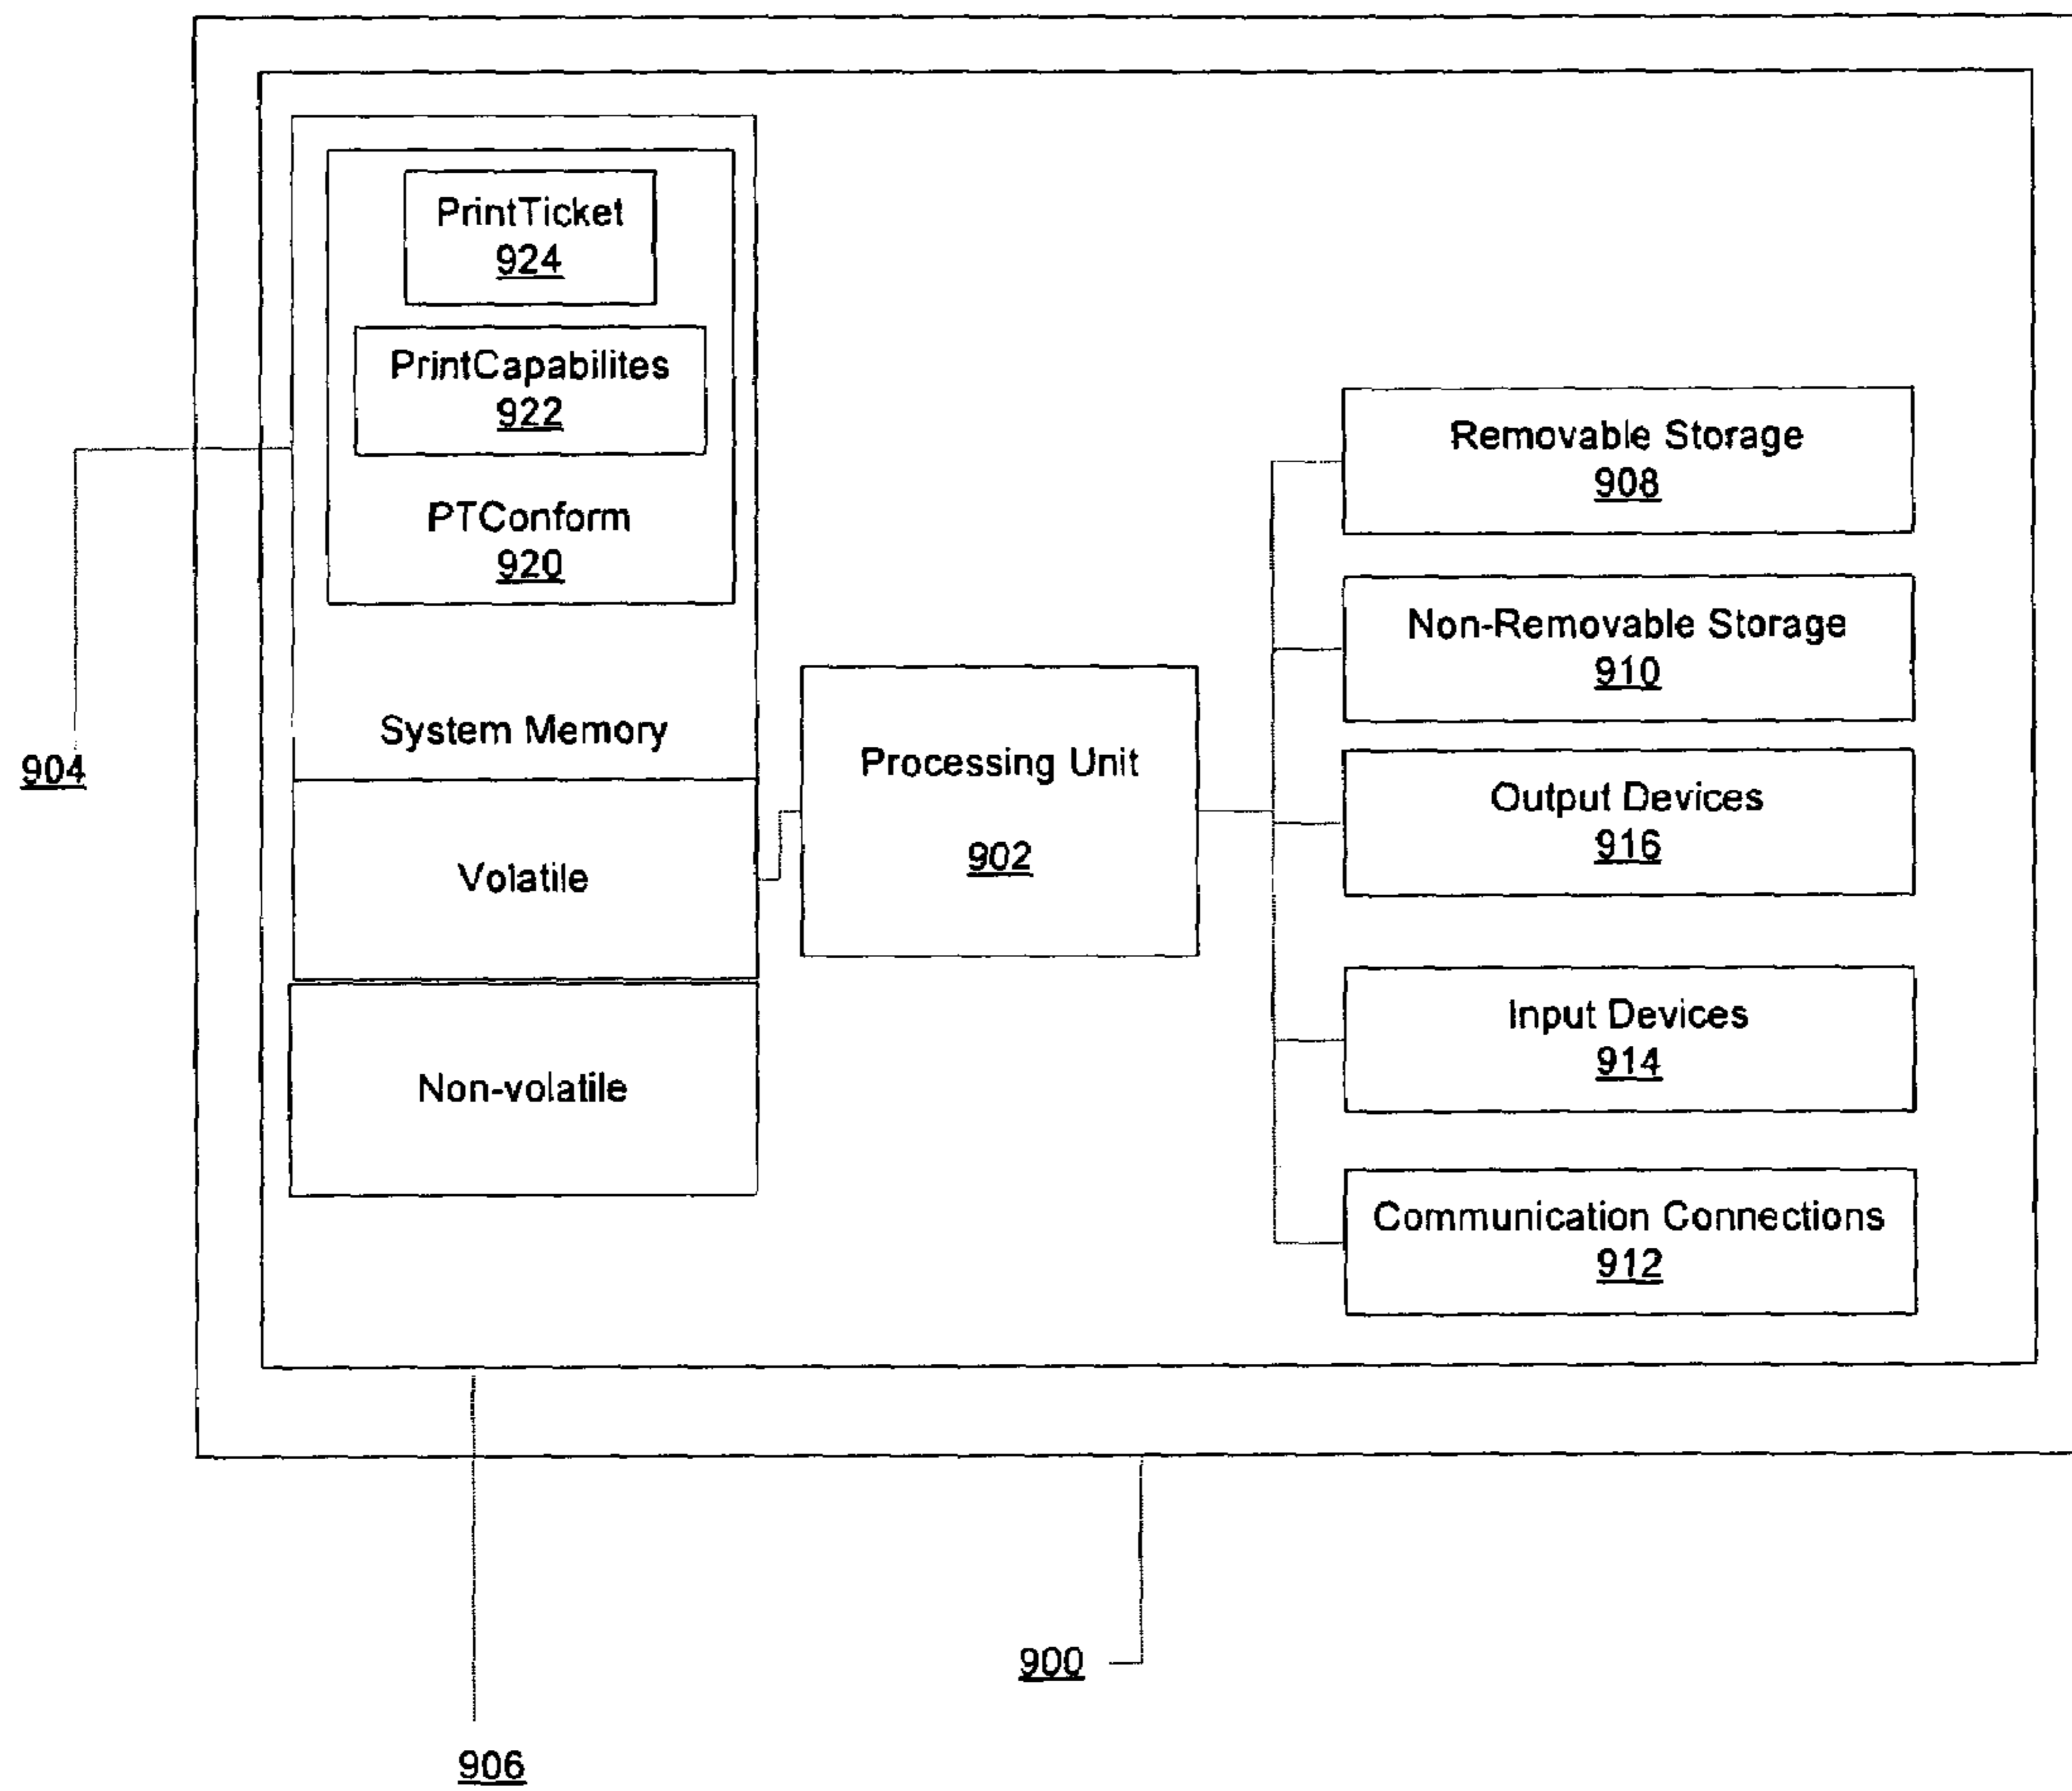 PrintTicket
924
PrintCapabilites
922
PTConform
920
System Memory
904
Volatile
Non-volatile
Processing Unit
902
Removable Storage
908
Non-Removable Storage
910
Output Devices
916
Input Devices
914
Communication Connections
912
900
906